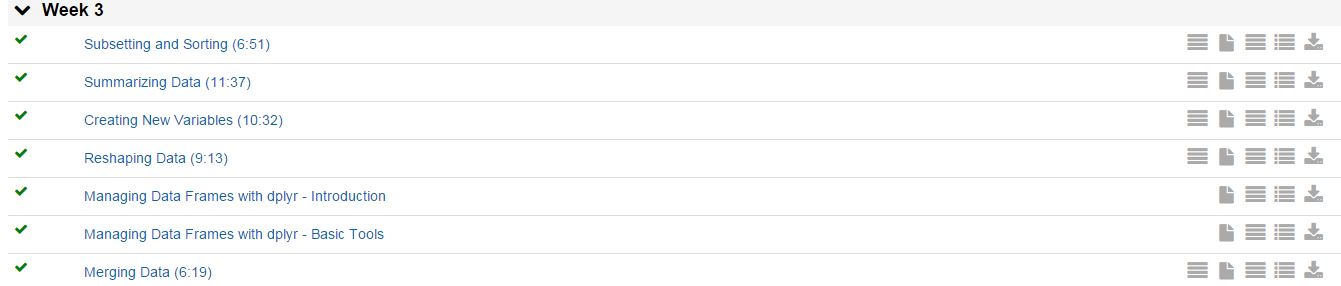 Week 3
Subsetting and Sorting (6:51)
Summarizing Data (11:37)
Creating New Variables (10:32)
Reshaping Data (9:13)
Managing Data Frames with dplyr - Introduction
Managing Data Frames with dplyr - Basic Tools
Merging Data (6:19)